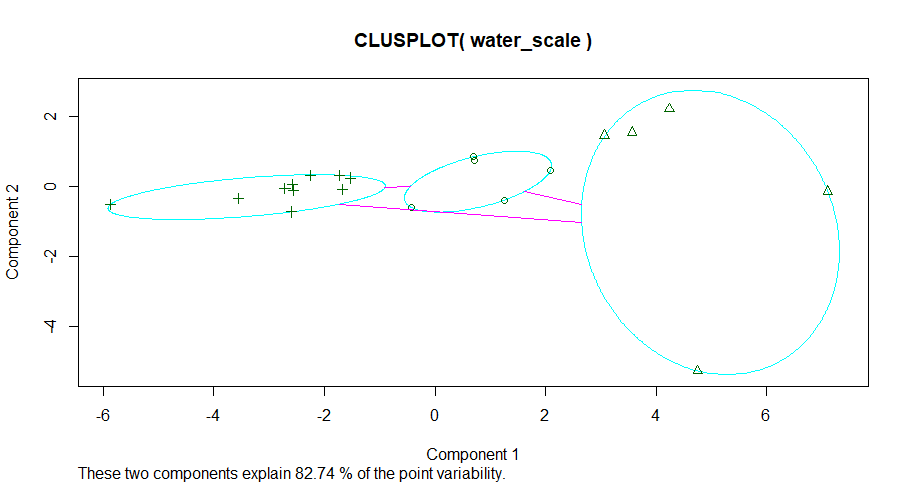 CLUSPLOT( water_scale )
Component 2
2
0
-2
-4
-6
-4
-2
0
2
4
6
Component 1
These two components explain 82.74 % of the point variability.